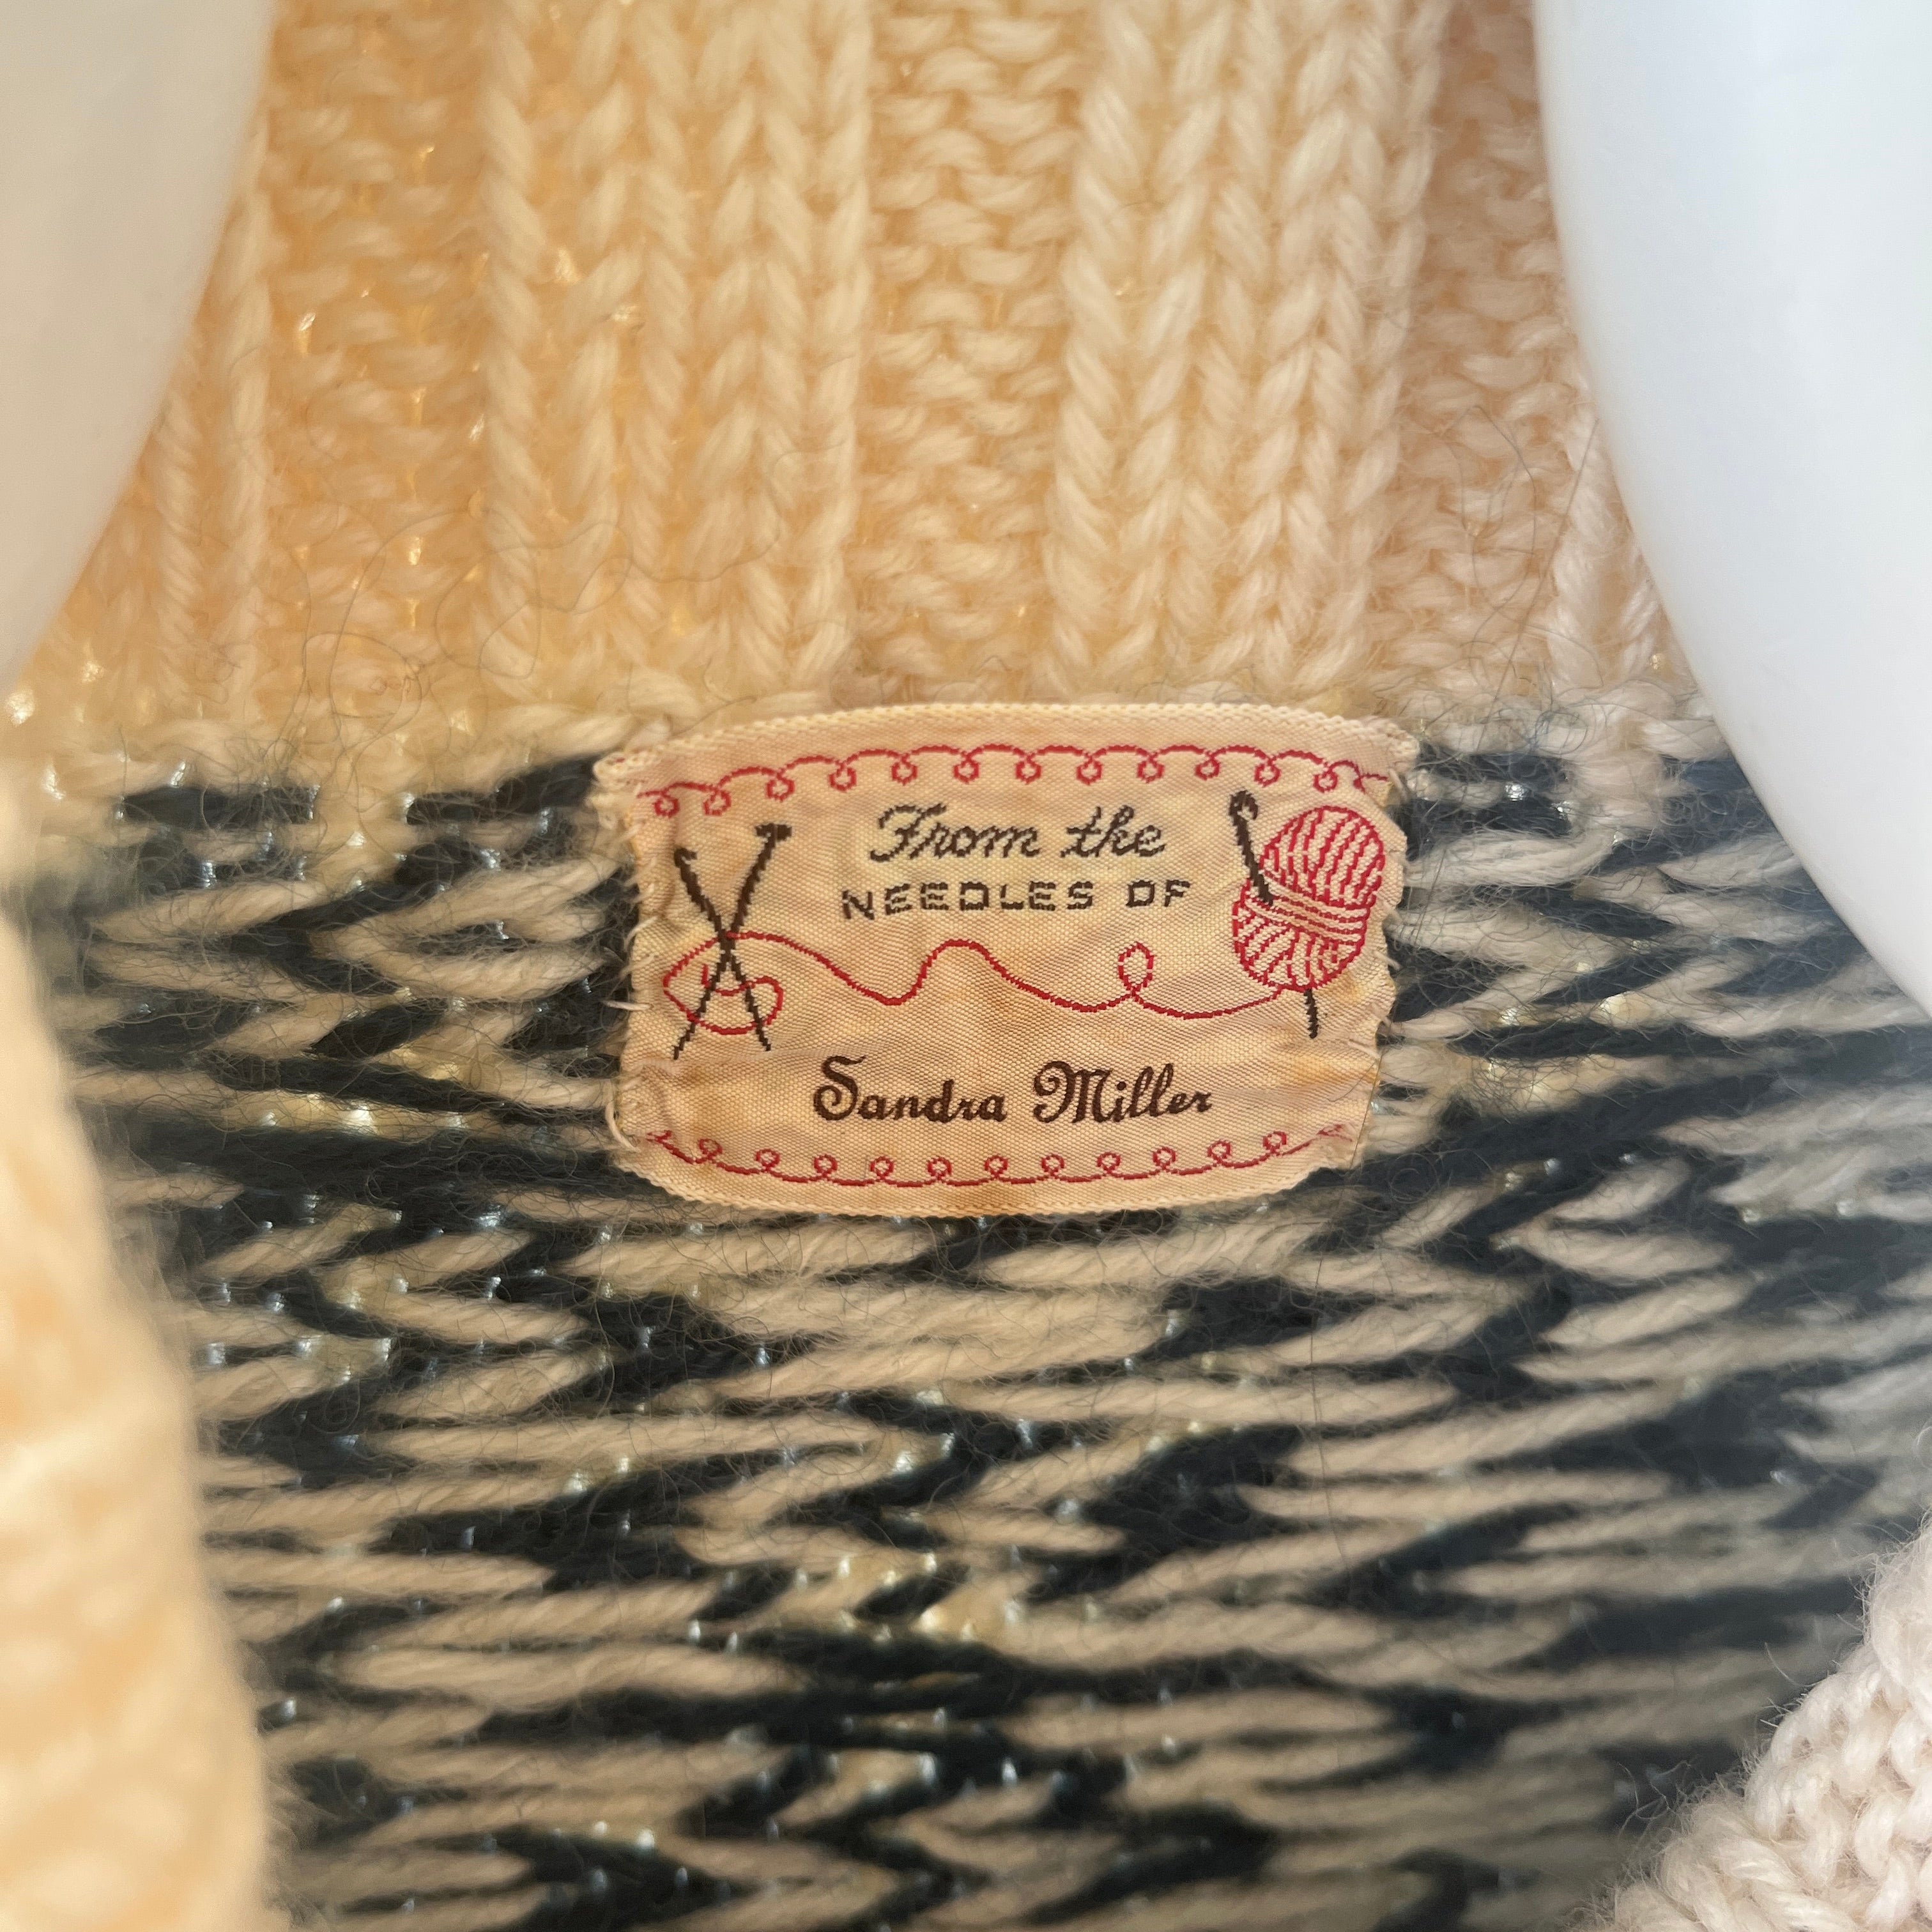 From the
NEEDLES OF
Sandra Miller